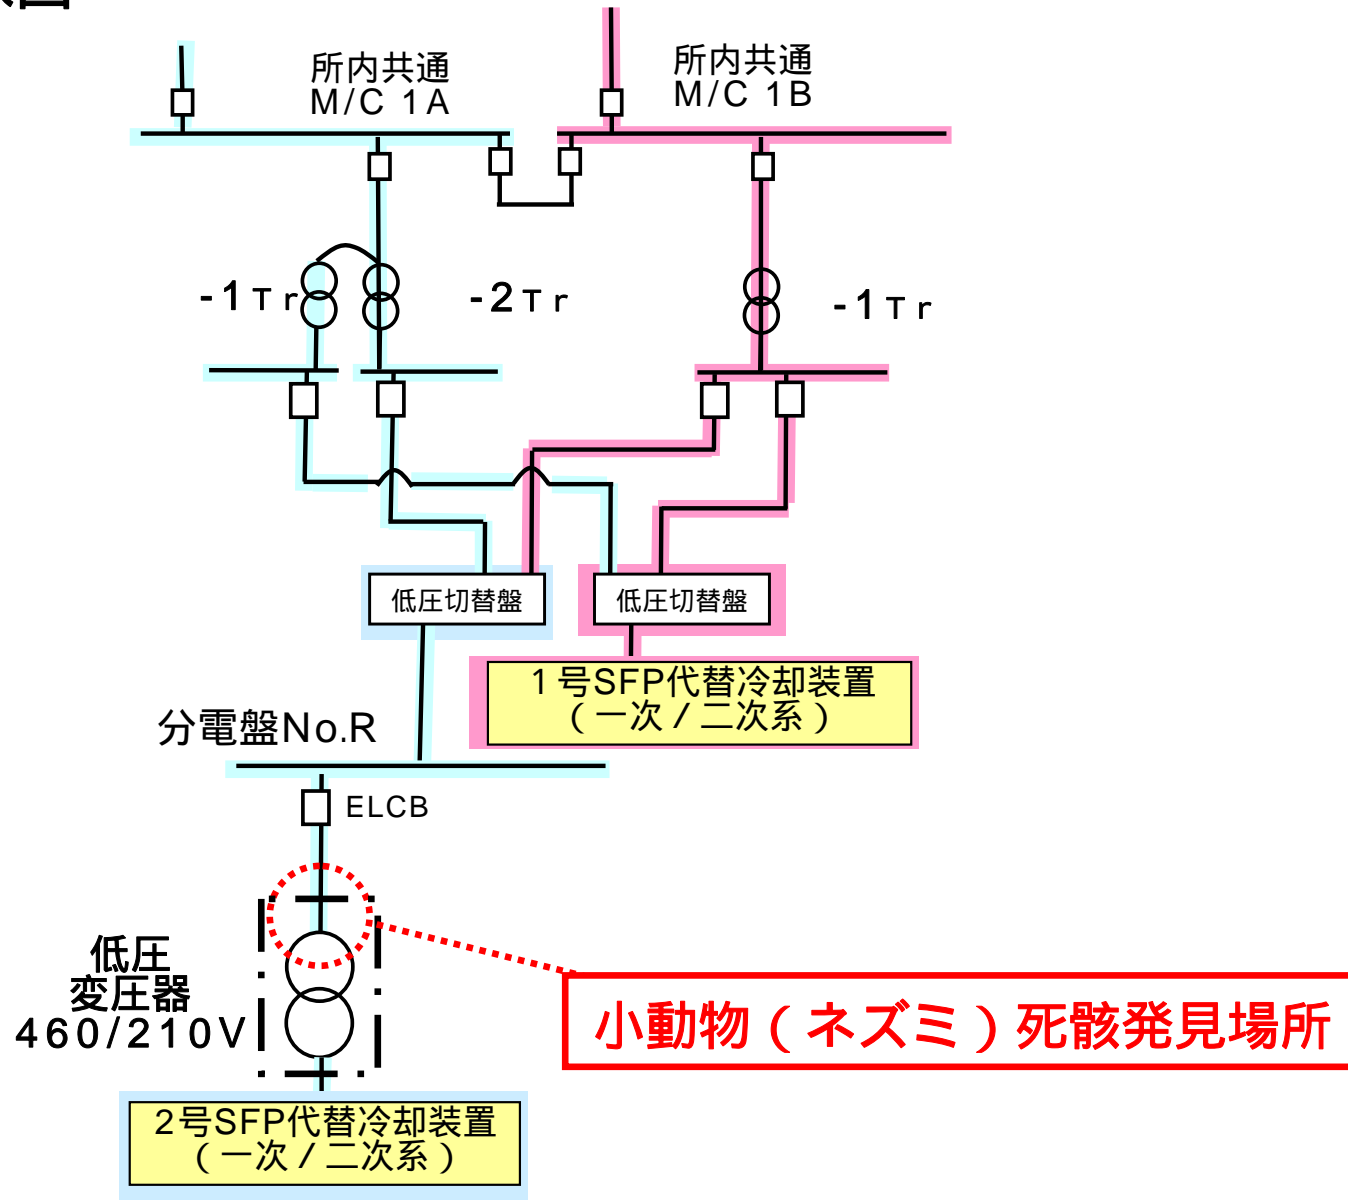 所内共通
M/C 1A
所内共通
M/C 1B
-1Tr
-2Tr
-1Tr
低圧切替盤
低圧切替盤
1号SFP代替冷却装置
(一次/二次系)
分電盤No.R
ELCB
低圧
変圧器
460/210V
小動物(ネズミ)死骸発見場所
2号SFP代替冷却装置
(一次/二次系)